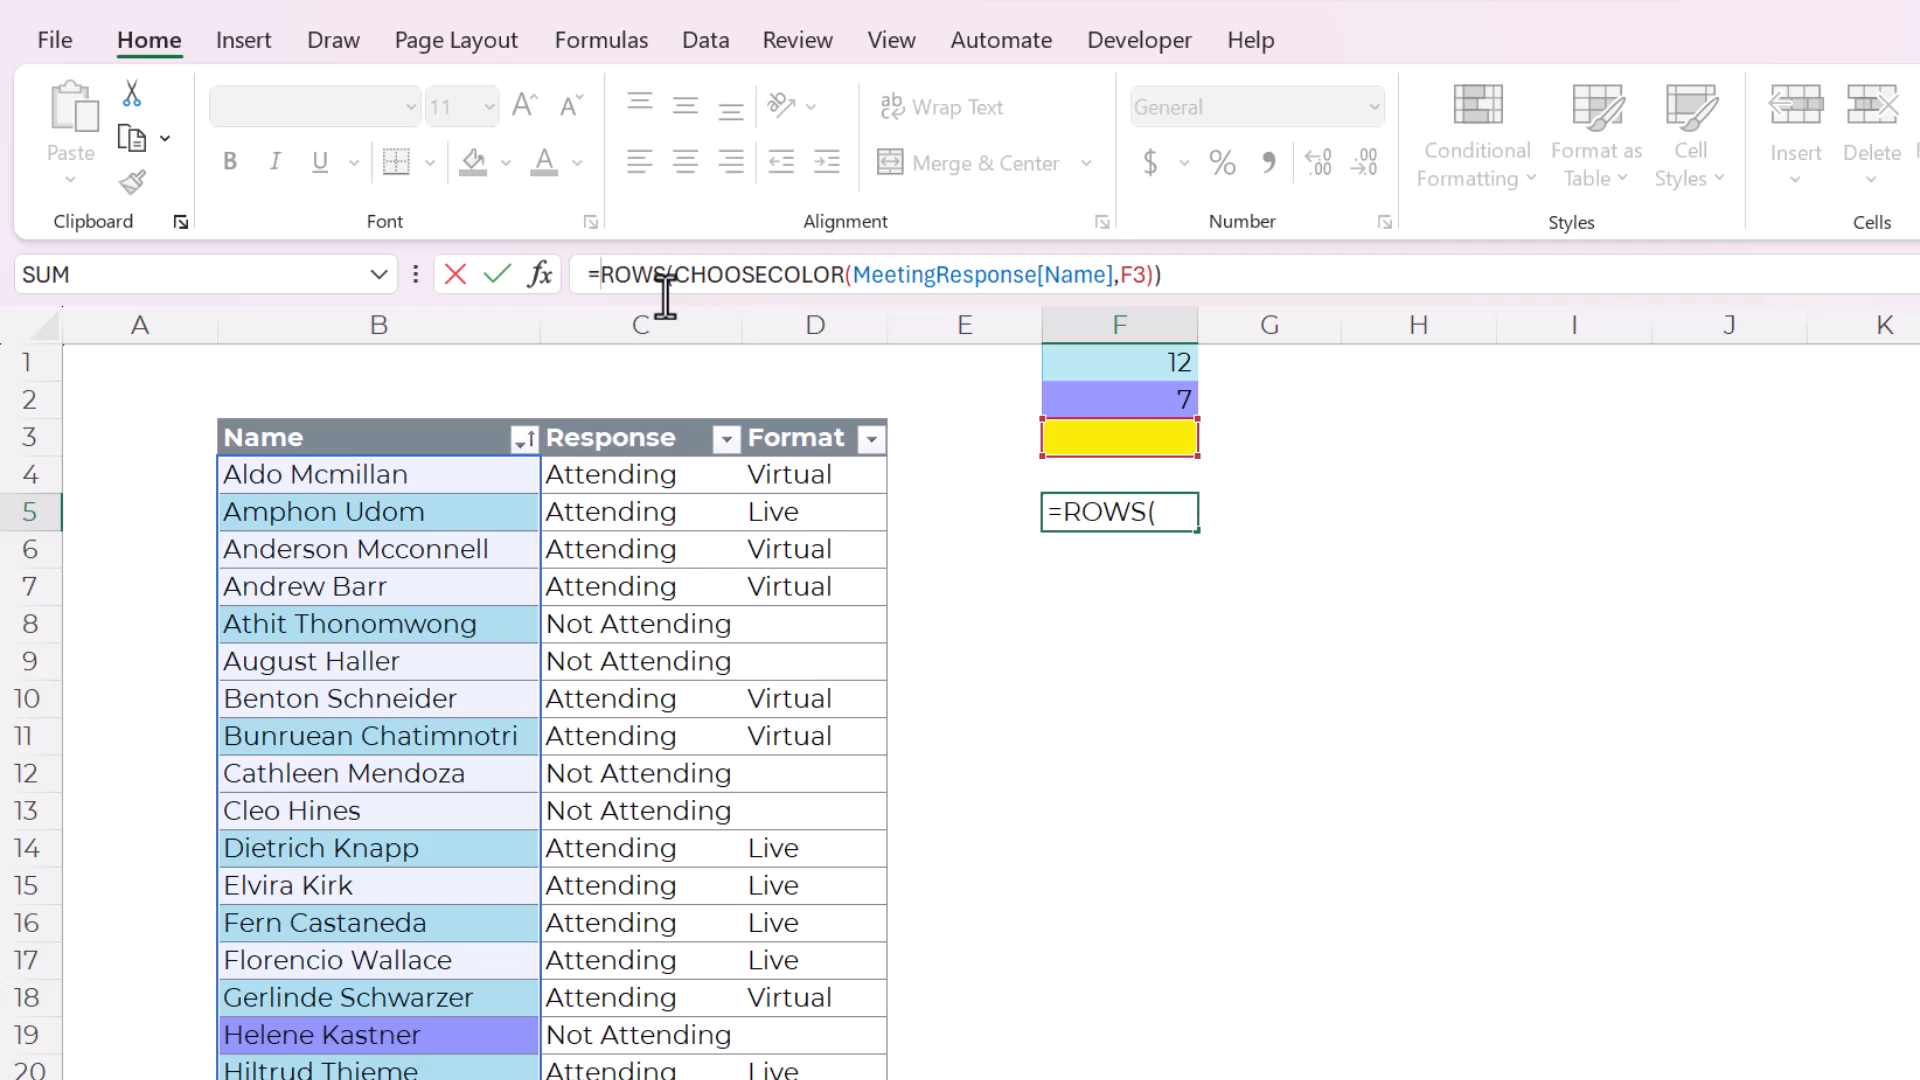 File Home Insert Draw Page Layout Formulas Data Review View Automate Developer Help
11 ab Wrap Text General
Paste B I U A Merge & Center $ % Conditional Formatting Format as Table Cell Styles Insert Delete
Clipboard Font Alignment Number Styles Cells
SUM fx =ROWS(CHOOSECOLOR(MeetingResponse[Name],F3))
A B C D E F G H I J K
1 12
2 7
3 Name Response Format
4 Aldo Mcmillan Attending Virtual
5 Amphon Udom Attending Live =ROWS(
6 Anderson Mcconnell Attending Virtual
7 Andrew Barr Attending Virtual
8 Athit Thonomwong Not Attending
9 August Haller Not Attending
10 Benton Schneider Attending Virtual
11 Bunruean Chatimnotri Attending Virtual
12 Cathleen Mendoza Not Attending
13 Cleo Hines Not Attending
14 Dietrich Knapp Attending Live
15 Elvira Kirk Attending Live
16 Fern Castaneda Attending Live
17 Florencio Wallace Attending Live
18 Gerlinde Schwarzer Attending Virtual
19 Helene Kastner Not Attending
20 Hiltrud Thieme Attending Live